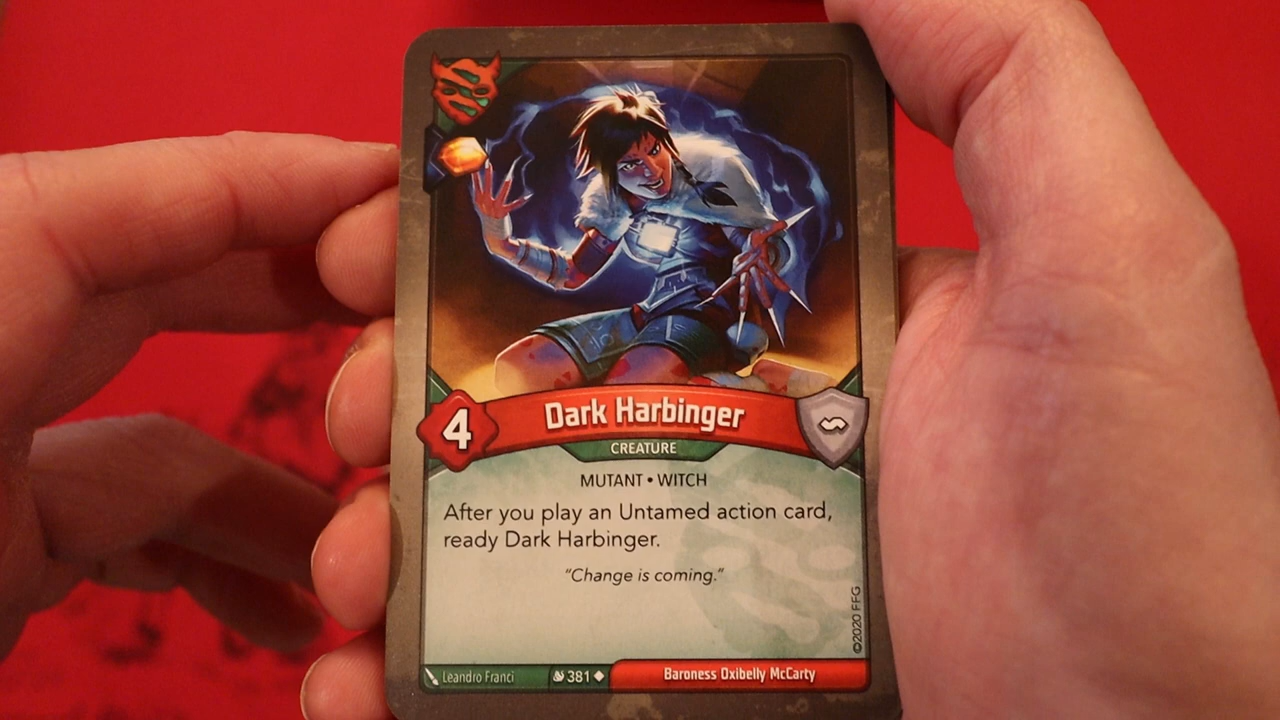 4
Dark Harbinger
CREATURE
MUTANT • WITCH
After you play an Untamed action card,
ready Dark Harbinger.
“Change is coming.”
©2020 FFG
Leandro Franci
381
Baroness Oxibelly McCarty